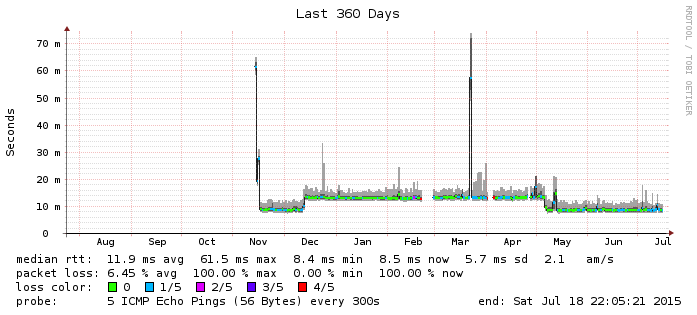 Last 360 Days
RRDTOOL / TOBI OETIKER
Seconds
70 m
60 m
50 m
40 m
30 m
20 m
10 m
0
Aug Sep Oct Nov Dec Jan Feb Mar Apr May Jun Jul
median rtt: 11.9 ms avg 61.5 ms max 8.4 ms min 8.5 ms now 5.7 ms sd 2.1 am/s
packet loss: 6.45 % avg 100.00 % max 0.00 % min 100.00 % now
loss color: 0 1/5 2/5 3/5 4/5
probe: 5 ICMP Echo Pings (56 Bytes) every 300s end: Sat Jul 18 22:05:21 2015